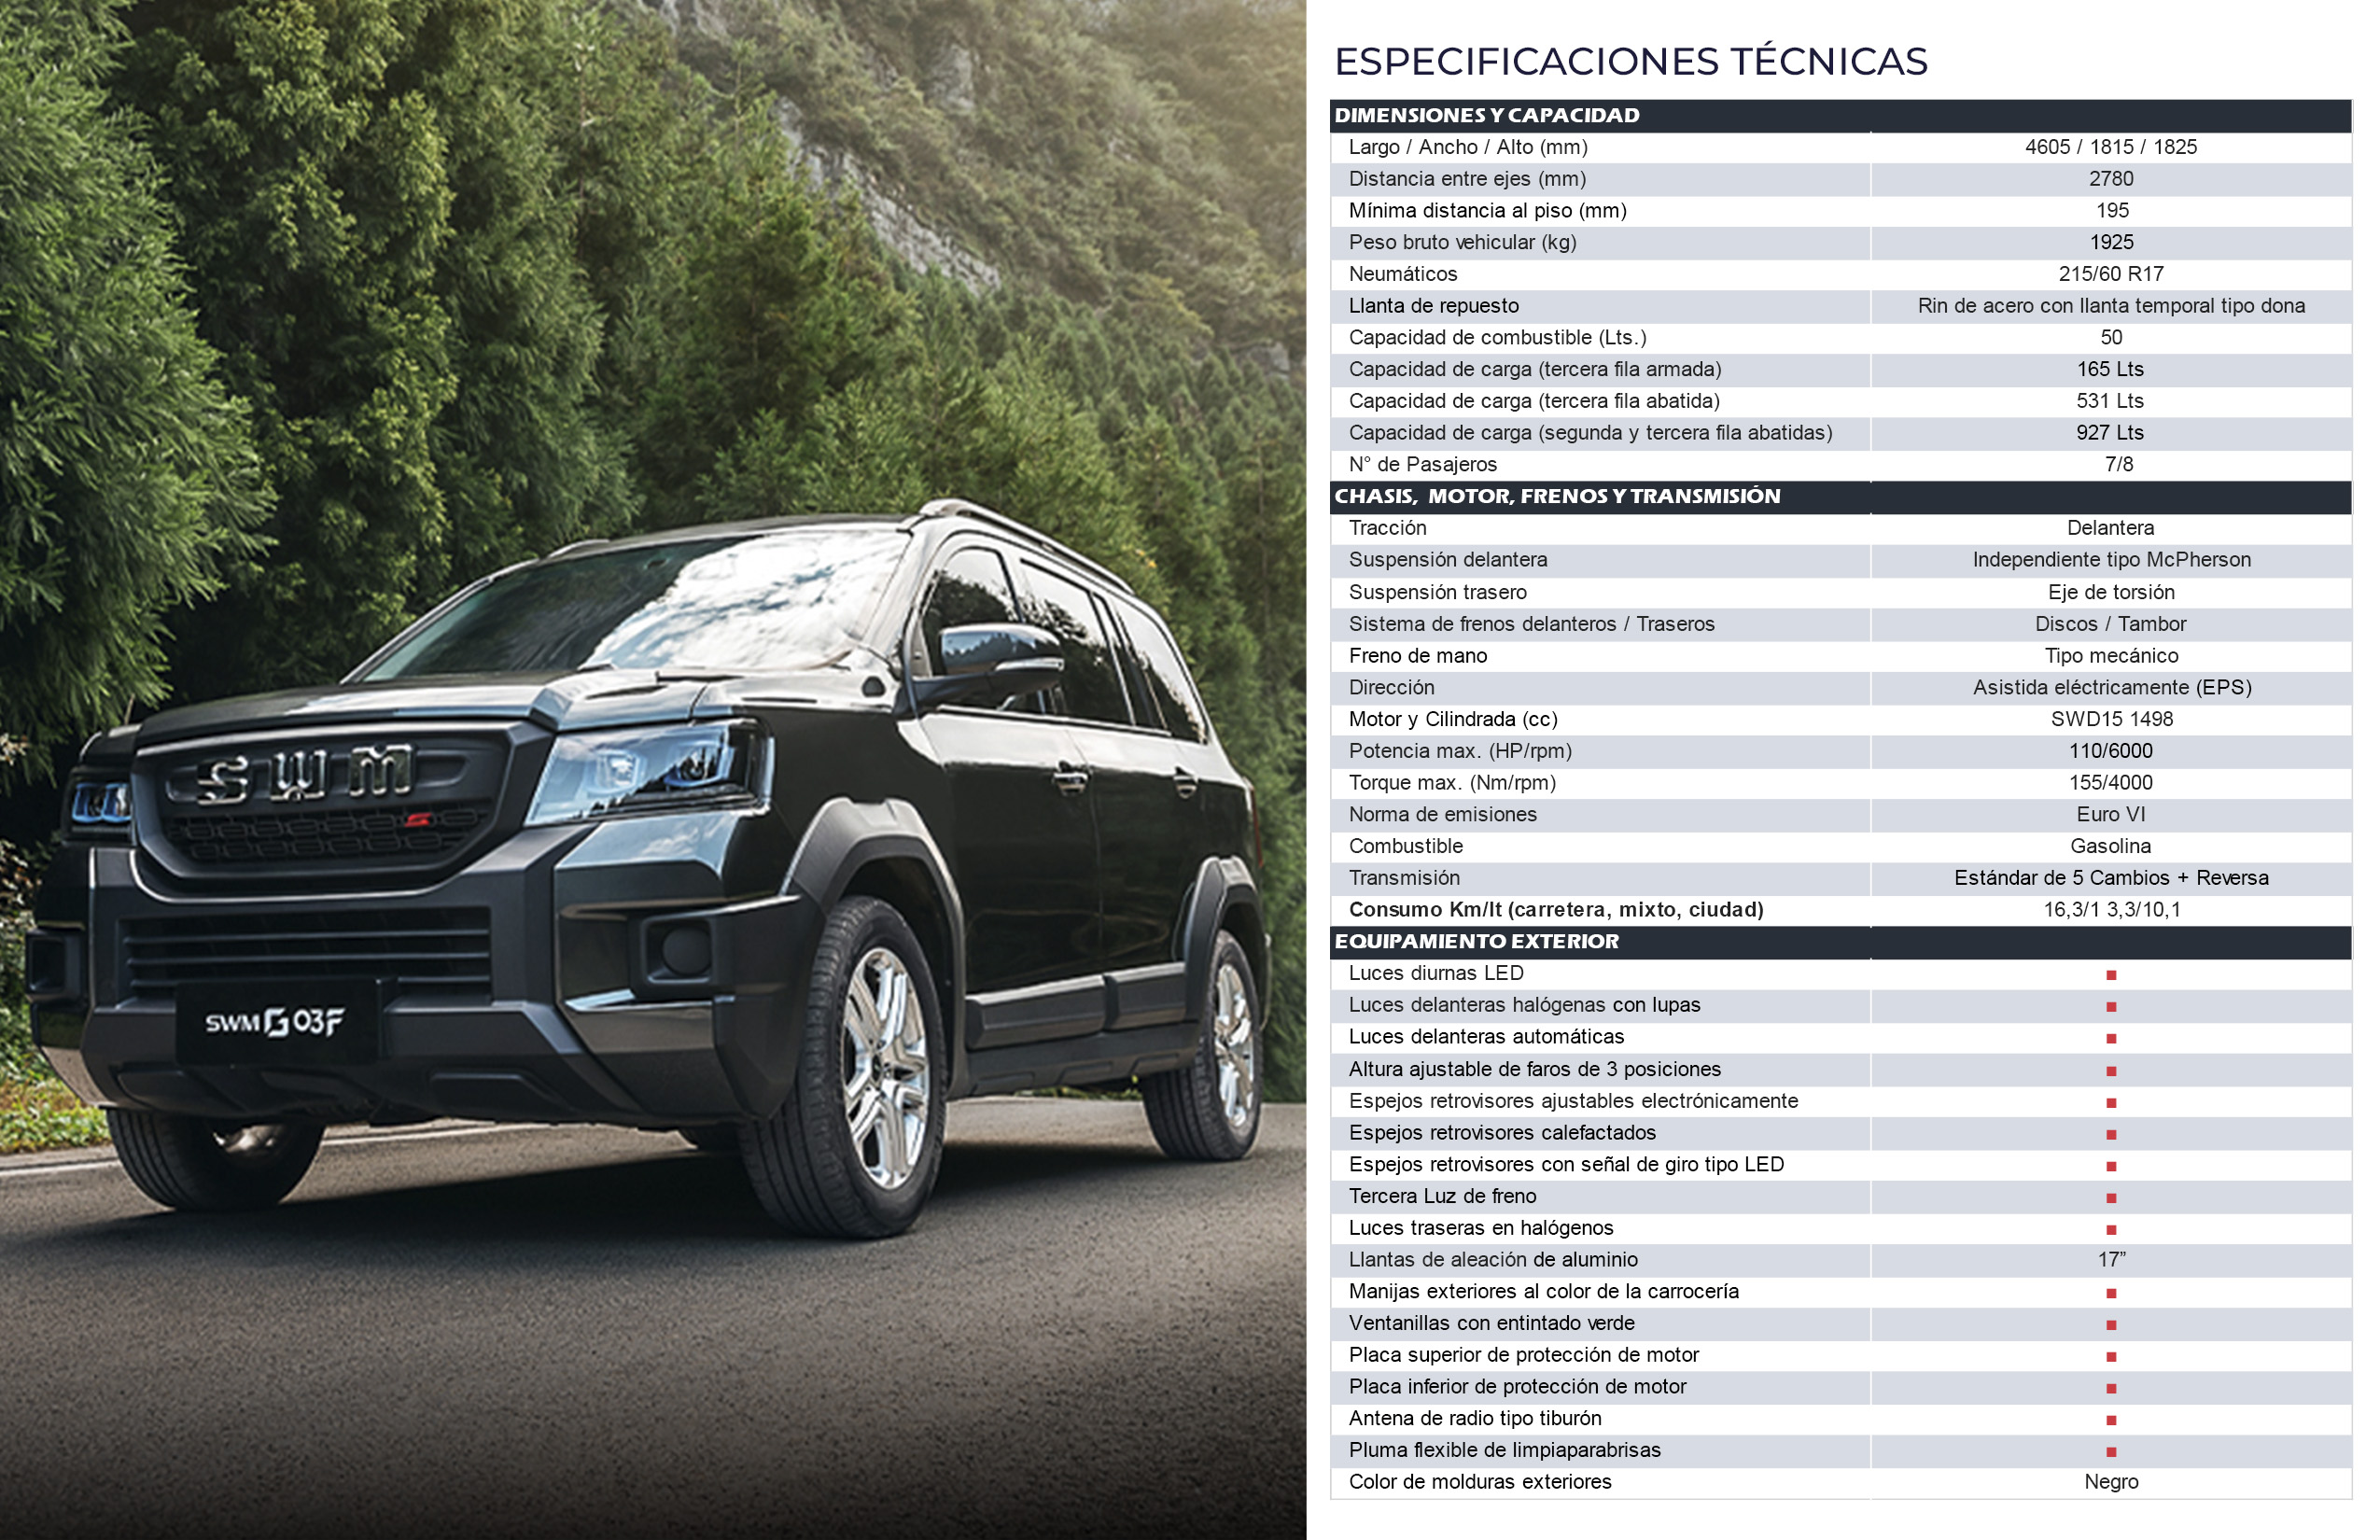 SWM
SWM G03F
ESPECIFICACIONES TÉCNICAS
DIMENSIONES Y CAPACIDAD
Largo / Ancho / Alto (mm) 4605 / 1815 / 1825
Distancia entre ejes (mm) 2780
Mínima distancia al piso (mm) 195
Peso bruto vehicular (kg) 1925
Neumáticos 215/60 R17
Llanta de repuesto Rin de acero con llanta temporal tipo dona
Capacidad de combustible (Lts.) 50
Capacidad de carga (tercera fila armada) 165 Lts
Capacidad de carga (tercera fila abatida) 531 Lts
Capacidad de carga (segunda y tercera fila abatidas) 927 Lts
N° de Pasajeros 7/8
CHASIS, MOTOR, FRENOS Y TRANSMISIÓN
Tracción Delantera
Suspensión delantera Independiente tipo McPherson
Suspensión trasero Eje de torsión
Sistema de frenos delanteros / Traseros Discos / Tambor
Freno de mano Tipo mecánico
Dirección Asistida eléctricamente (EPS)
Motor y Cilindrada (cc) SWD15 1498
Potencia max. (HP/rpm) 110/6000
Torque max. (Nm/rpm) 155/4000
Norma de emisiones Euro VI
Combustible Gasolina
Transmisión Estándar de 5 Cambios + Reversa
Consumo Km/lt (carretera, mixto, ciudad) 16,3/1 3,3/10,1
EQUIPAMIENTO EXTERIOR
Luces diurnas LED ■
Luces delanteras halógenas con lupas ■
Luces delanteras automáticas ■
Altura ajustable de faros de 3 posiciones ■
Espejos retrovisores ajustables electrónicamente ■
Espejos retrovisores calefactados ■
Espejos retrovisores con señal de giro tipo LED ■
Tercera Luz de freno ■
Luces traseras en halógenos ■
Llantas de aleación de aluminio 17”
Manijas exteriores al color de la carrocería ■
Ventanillas con entintado verde ■
Placa superior de protección de motor ■
Placa inferior de protección de motor ■
Antena de radio tipo tiburón ■
Pluma flexible de limpiaparabrisas ■
Color de molduras exteriores Negro